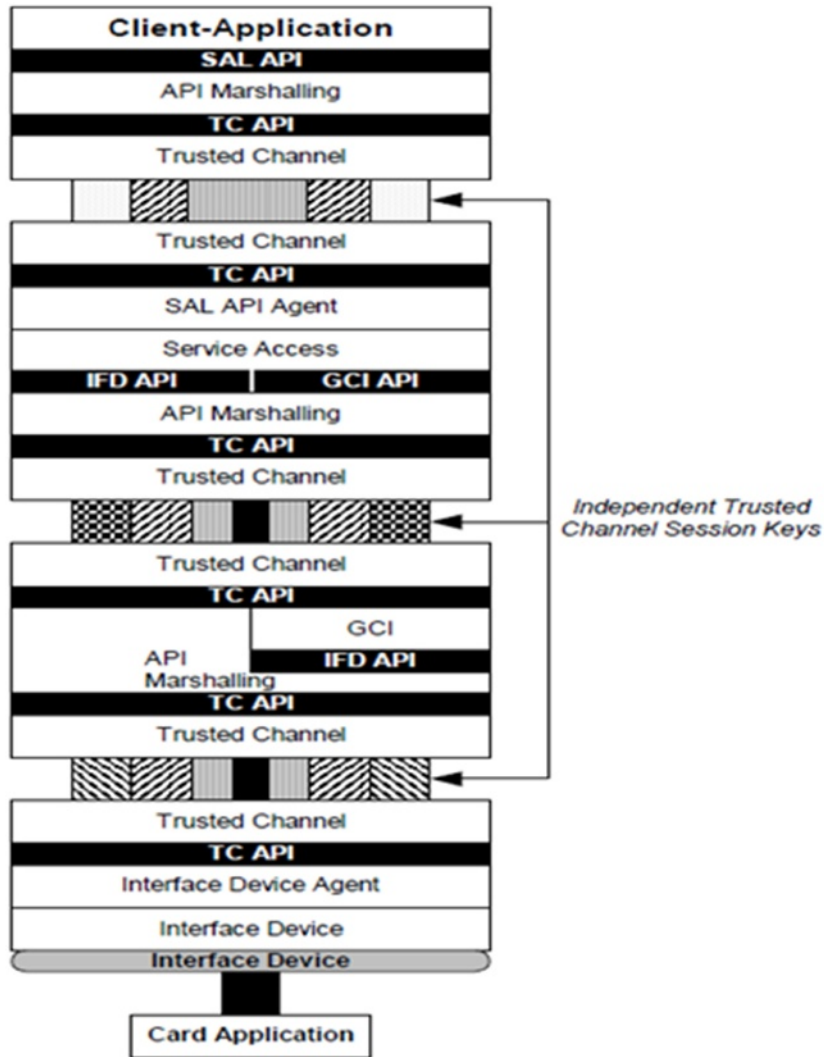 Client-Application
SAL API
API Marshalling
TC API
Trusted Channel
Trusted Channel
TC API
SAL API Agent
Service Access
IFD API GCI API
API Marshalling
TC API
Trusted Channel
Independent Trusted
Channel Session Keys
Trusted Channel
TC API
GCI
API
Marshalling
IFD API
TC API
Trusted Channel
Trusted Channel
TC API
Interface Device Agent
Interface Device
Interface Device
Card Application